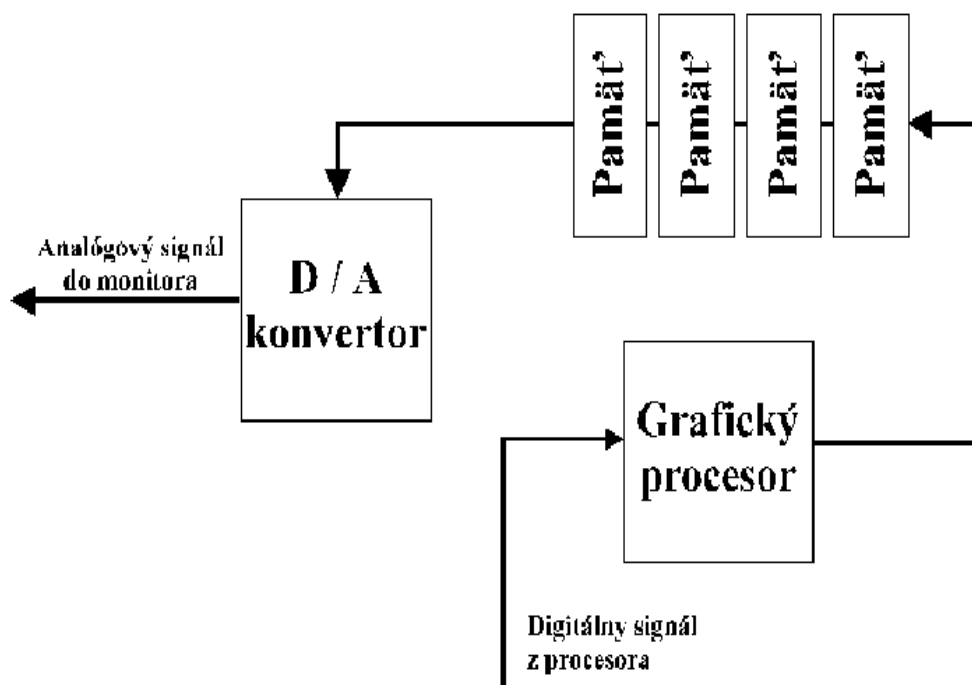 Pamäť
Pamäť
Pamäť
Pamäť
Analógový signál
do monitora
D / A
konvertor
Grafický
procesor
Digitálny signál
z procesora